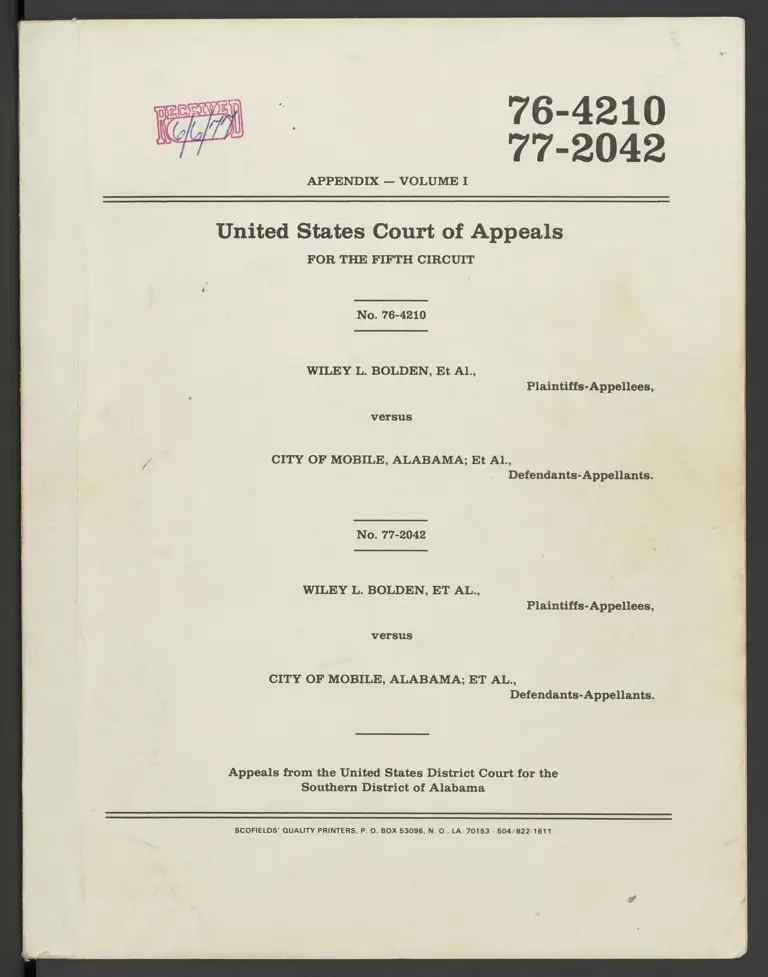 RECEIVED
6/6/77
76-4210
77-2042
APPENDIX — VOLUME I
United States Court of Appeals
FOR THE FIFTH CIRCUIT
No. 76-4210
WILEY L. BOLDEN, Et Al.,
Plaintiffs-Appellees,
versus
CITY OF MOBILE, ALABAMA; Et Al.,
Defendants-Appellants.
No. 77-2042
WILEY L. BOLDEN, ET AL.,
Plaintiffs-Appellees,
versus
CITY OF MOBILE, ALABAMA; ET AL.,
Defendants-Appellants.
Appeals from the United States District Court for the
Southern District of Alabama
SCOFIELDS' QUALITY PRINTERS, P. O. BOX 53096, N. O., LA. 70153 - 504/822-1611